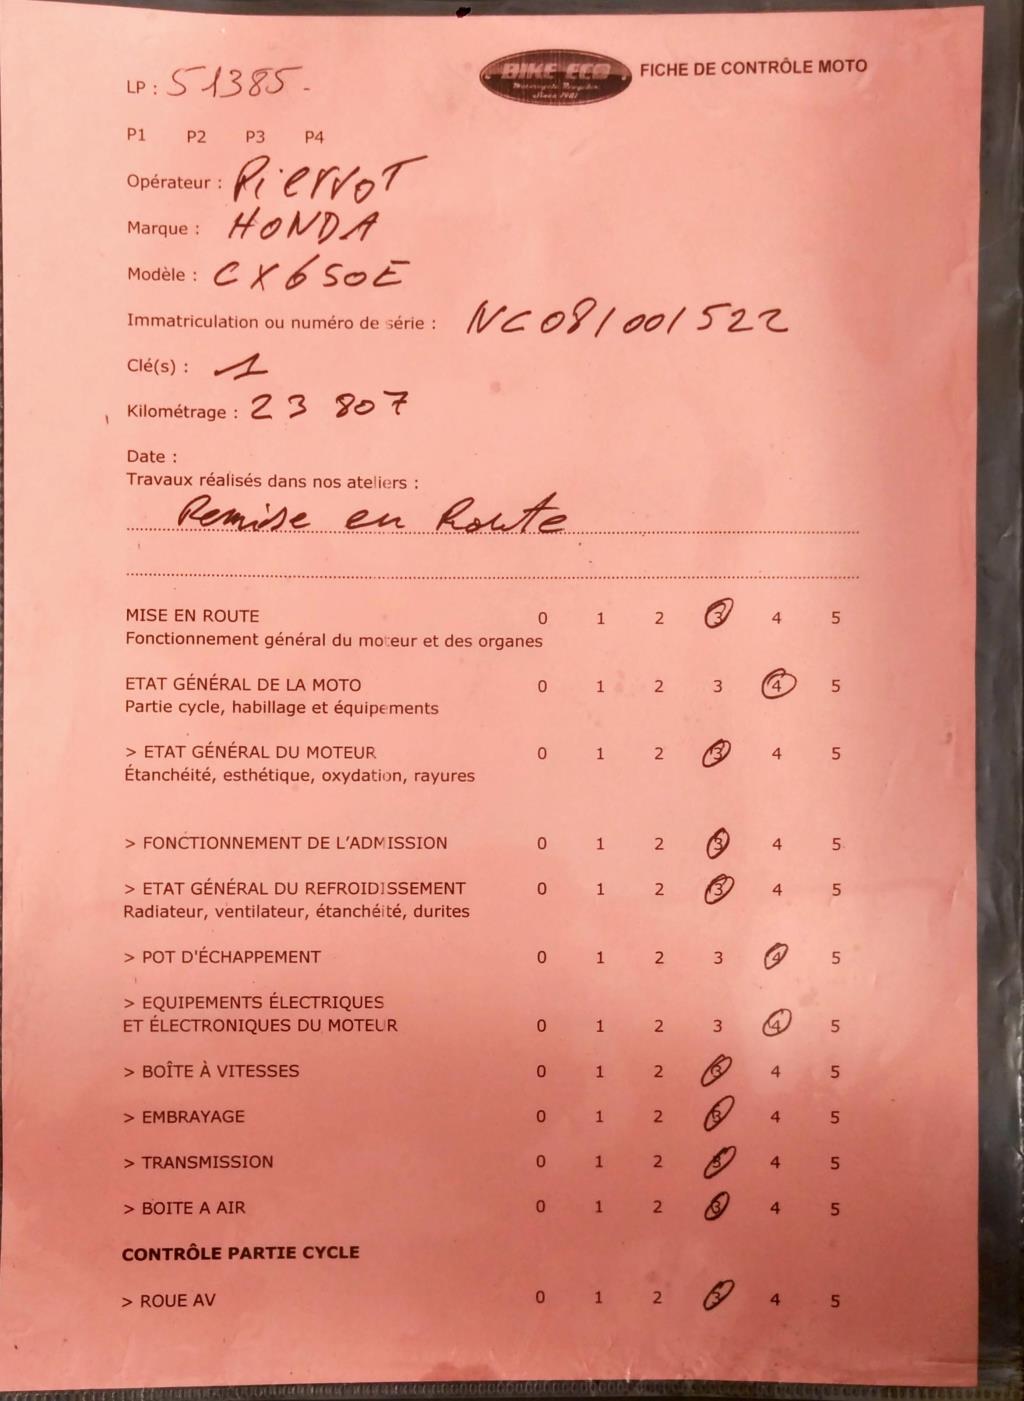 LP : 51385 -
BIKE ECO
Motorcycle Recycler
Since 1981
FICHE DE CONTRÔLE MOTO
P1 P2 P3 P4
Opérateur : PierroT
Marque : HONDA
Modèle : CX650E
Immatriculation ou numéro de série : NC081001522
Clé(s) : 1
Kilométrage : 23 807
Date :
Travaux réalisés dans nos ateliers :
Remise en Route
MISE EN ROUTE 0 1 2 3 4 5
Fonctionnement général du moteur et des organes
ETAT GÉNÉRAL DE LA MOTO 0 1 2 3 4 5
Partie cycle, habillage et équipements
> ETAT GÉNÉRAL DU MOTEUR 0 1 2 3 4 5
Étanchéité, esthétique, oxydation, rayures
> FONCTIONNEMENT DE L'ADMISSION 0 1 2 3 4 5
> ETAT GÉNÉRAL DU REFROIDISSEMENT 0 1 2 3 4 5
Radiateur, ventilateur, étanchéité, durites
> POT D'ÉCHAPPEMENT 0 1 2 3 4 5
> EQUIPEMENTS ÉLECTRIQUES
ET ÉLECTRONIQUES DU MOTEUR 0 1 2 3 4 5
> BOÎTE À VITESSES 0 1 2 3 4 5
> EMBRAYAGE 0 1 2 3 4 5
> TRANSMISSION 0 1 2 3 4 5
> BOITE A AIR 0 1 2 3 4 5
CONTRÔLE PARTIE CYCLE
> ROUE AV 0 1 2 3 4 5